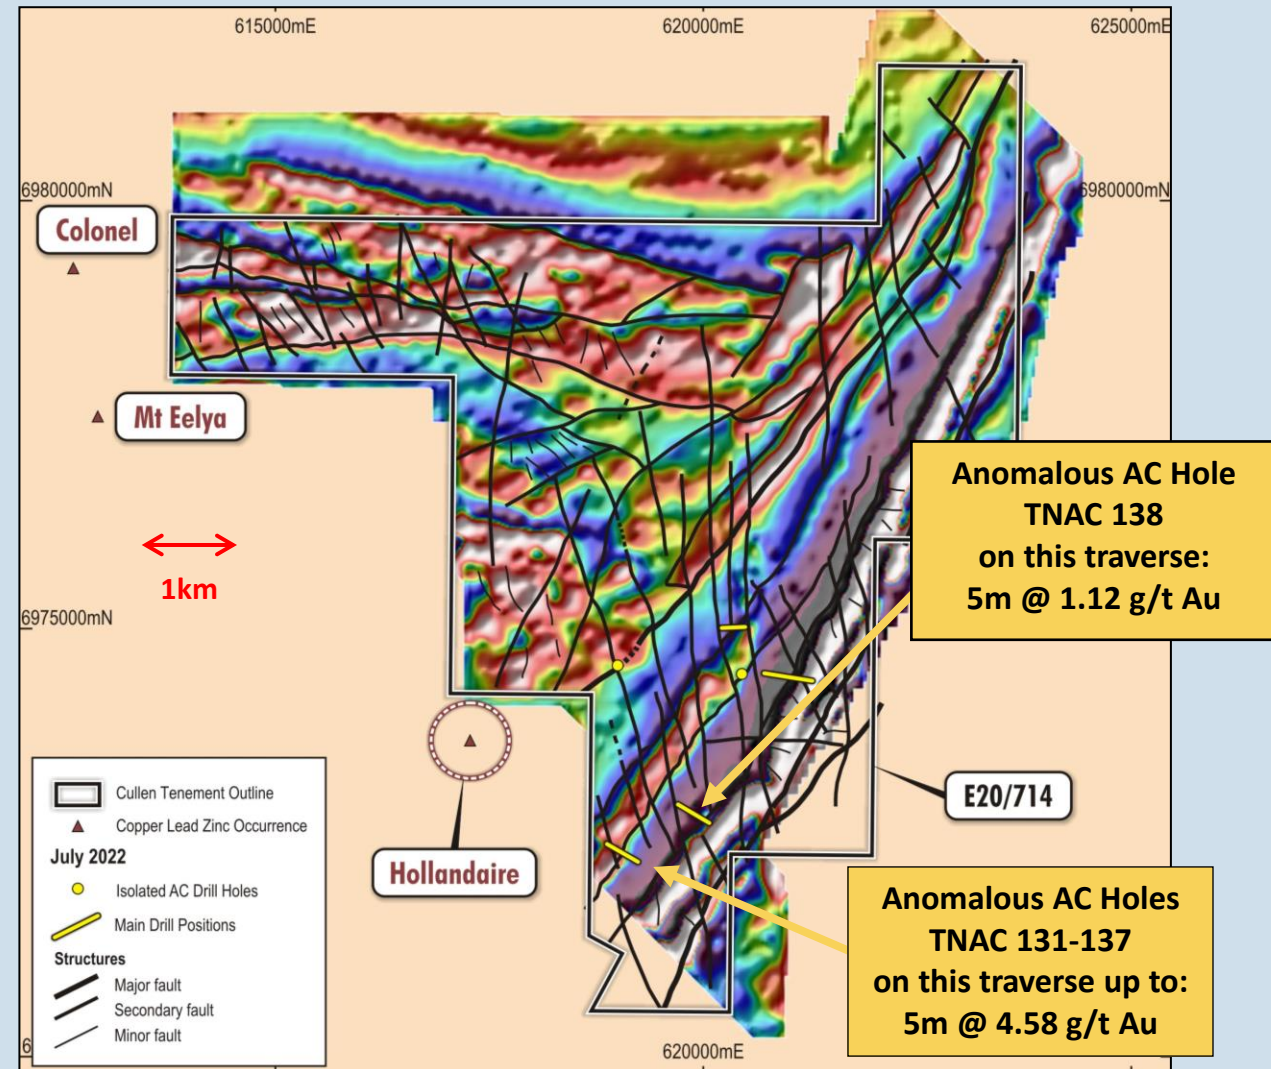 615000mE
620000mE
625000mE
6980000mN
6980000mN
Colonel
Mt Eelya
1km
6975000mN
Anomalous AC Hole
TNAC 138
on this traverse:
5m @ 1.12 g/t Au
E20/714
Hollandaire
Cullen Tenement Outline
Copper Lead Zinc Occurrence
July 2022
Isolated AC Drill Holes
Main Drill Positions
Structures
Major fault
Secondary fault
Minor fault
Anomalous AC Holes
TNAC 131-137
on this traverse up to:
5m @ 4.58 g/t Au
6
620000mE